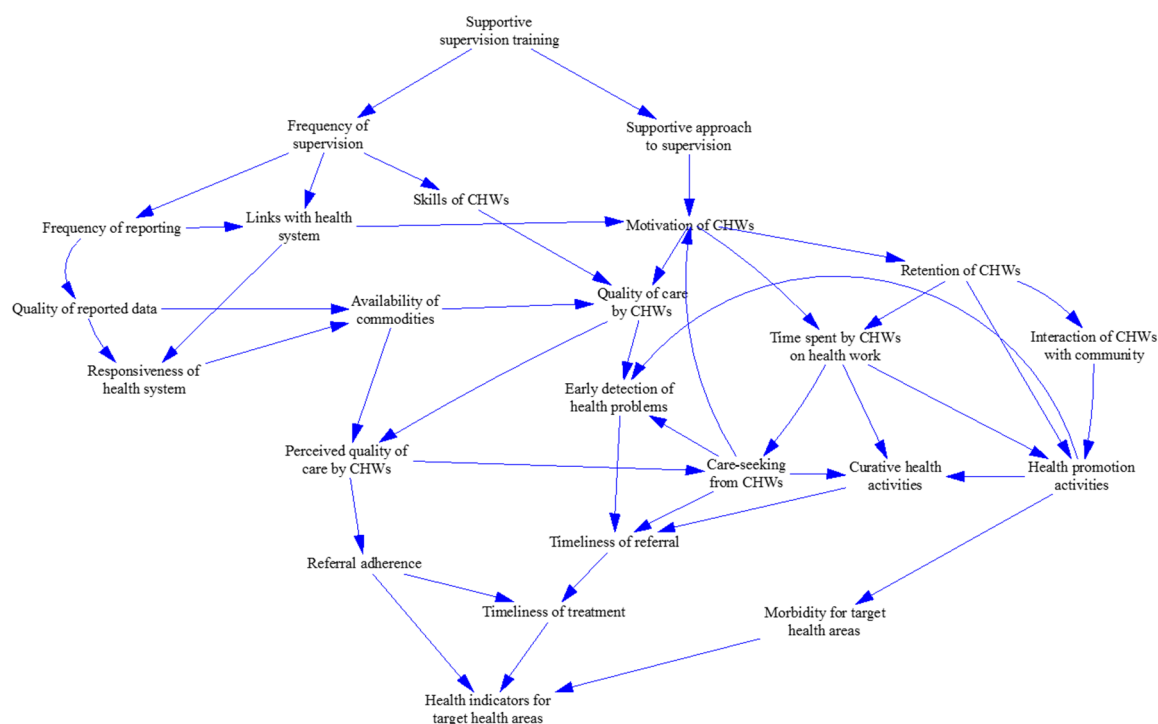 Supportive
supervision training
Frequency of
supervision
Supportive approach
to supervision
Skills of CHWs
Frequency of reporting
Links with health
system
Motivation of CHWs
Retention of CHWs
Quality of reported data
Availability of
commodities
Quality of care
by CHWs
Time spent by CHWs
on health work
Interaction of CHWs
with community
Responsiveness of
health system
Early detection of
health problems
Perceived quality of
care by CHWs
Care-seeking
from CHWs
Curative health
activities
Health promotion
activities
Timeliness of referral
Referral adherence
Timeliness of treatment
Morbidity for target
health areas
Health indicators for
target health areas